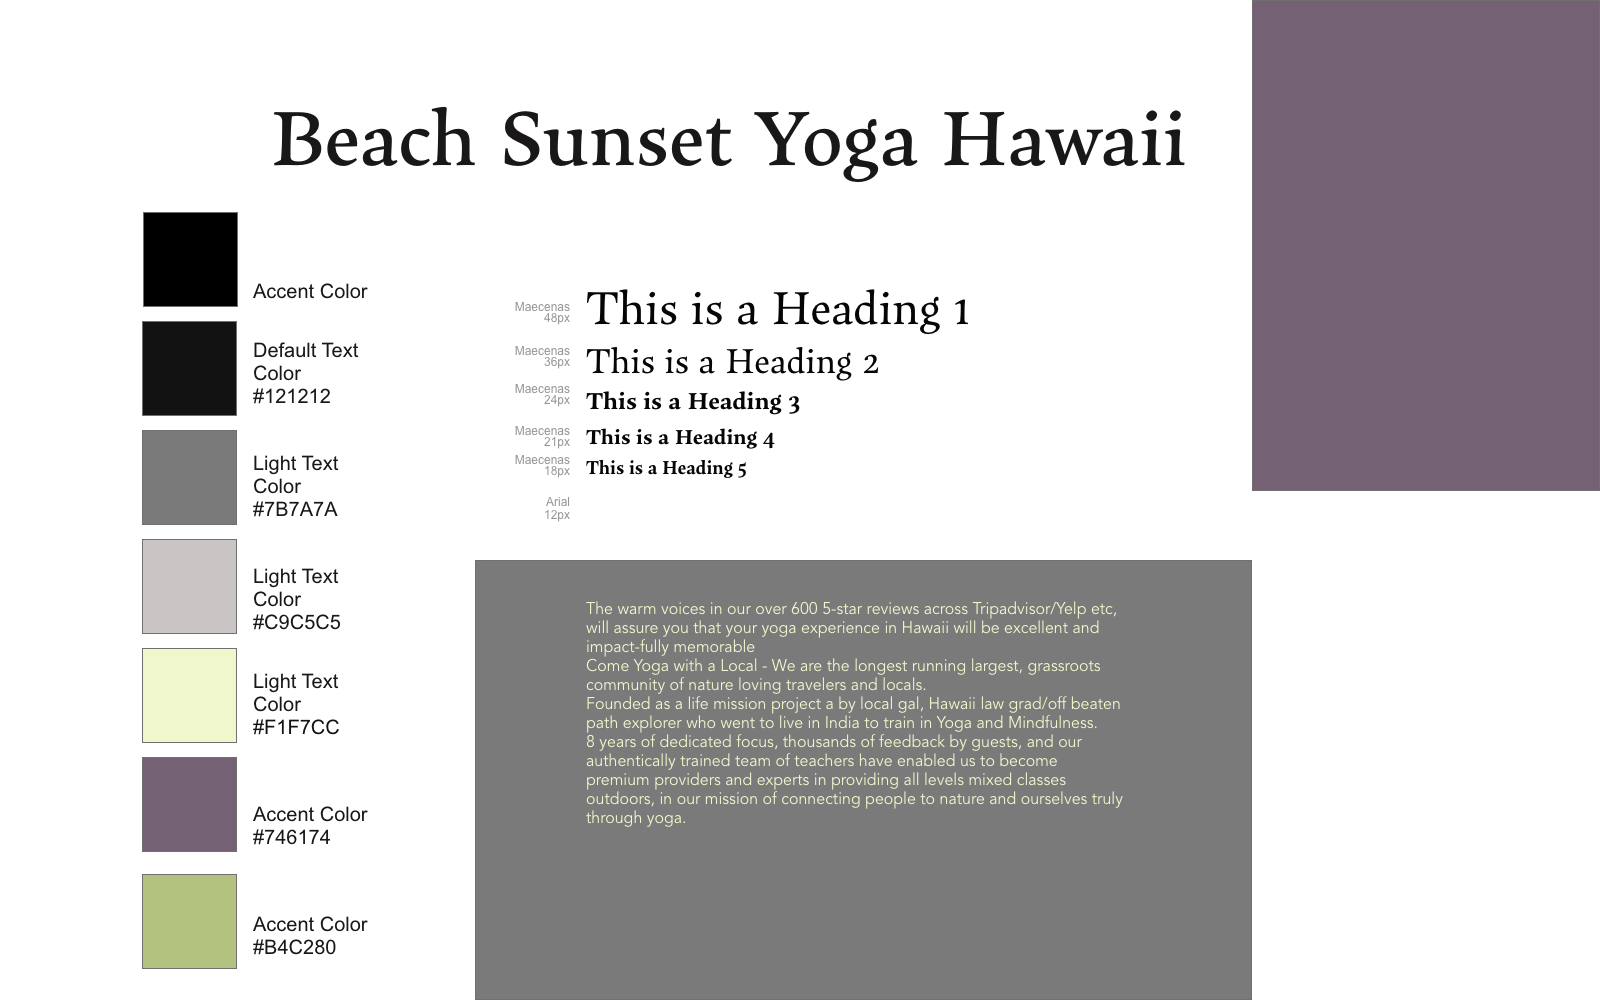 Beach Sunset Yoga Hawaii
Accent Color
Default Text
Color
#121212
Light Text
Color
#7B7A7A
Light Text
Color
#C9C5C5
Light Text
Color
#F1F7CC
Accent Color
#746174
Accent Color
#B4C280
Maecenas
48px
This is a Heading 1
Maecenas
36px
This is a Heading 2
Maecenas
24px
This is a Heading 3
Maecenas
21px
This is a Heading 4
Maecenas
18px
This is a Heading 5
Arial
12px
The warm voices in our over 600 5-star reviews across Tripadvisor/Yelp etc,
will assure you that your yoga experience in Hawaii will be excellent and
impact-fully memorable
Come Yoga with a Local - We are the longest running largest, grassroots
community of nature loving travelers and locals.
Founded as a life mission project a by local gal, Hawaii law grad/off beaten
path explorer who went to live in India to train in Yoga and Mindfulness.
8 years of dedicated focus, thousands of feedback by guests, and our
authentically trained team of teachers have enabled us to become
premium providers and experts in providing all levels mixed classes
outdoors, in our mission of connecting people to nature and ourselves truly
through yoga.